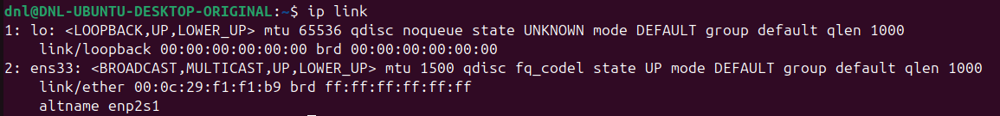 dnl@DNL-UBUNTU-DESKTOP-ORIGINAL:~$ ip link
1: lo: <LOOPBACK,UP,LOWER_UP> mtu 65536 qdisc noqueue state UNKNOWN mode DEFAULT group default qlen 1000
    link/loopback 00:00:00:00:00:00 brd 00:00:00:00:00:00
2: ens33: <BROADCAST,MULTICAST,UP,LOWER_UP> mtu 1500 qdisc fq_codel state UP mode DEFAULT group default qlen 1000
    link/ether 00:0c:29:f1:f1:b9 brd ff:ff:ff:ff:ff:ff
    altname enp2s1